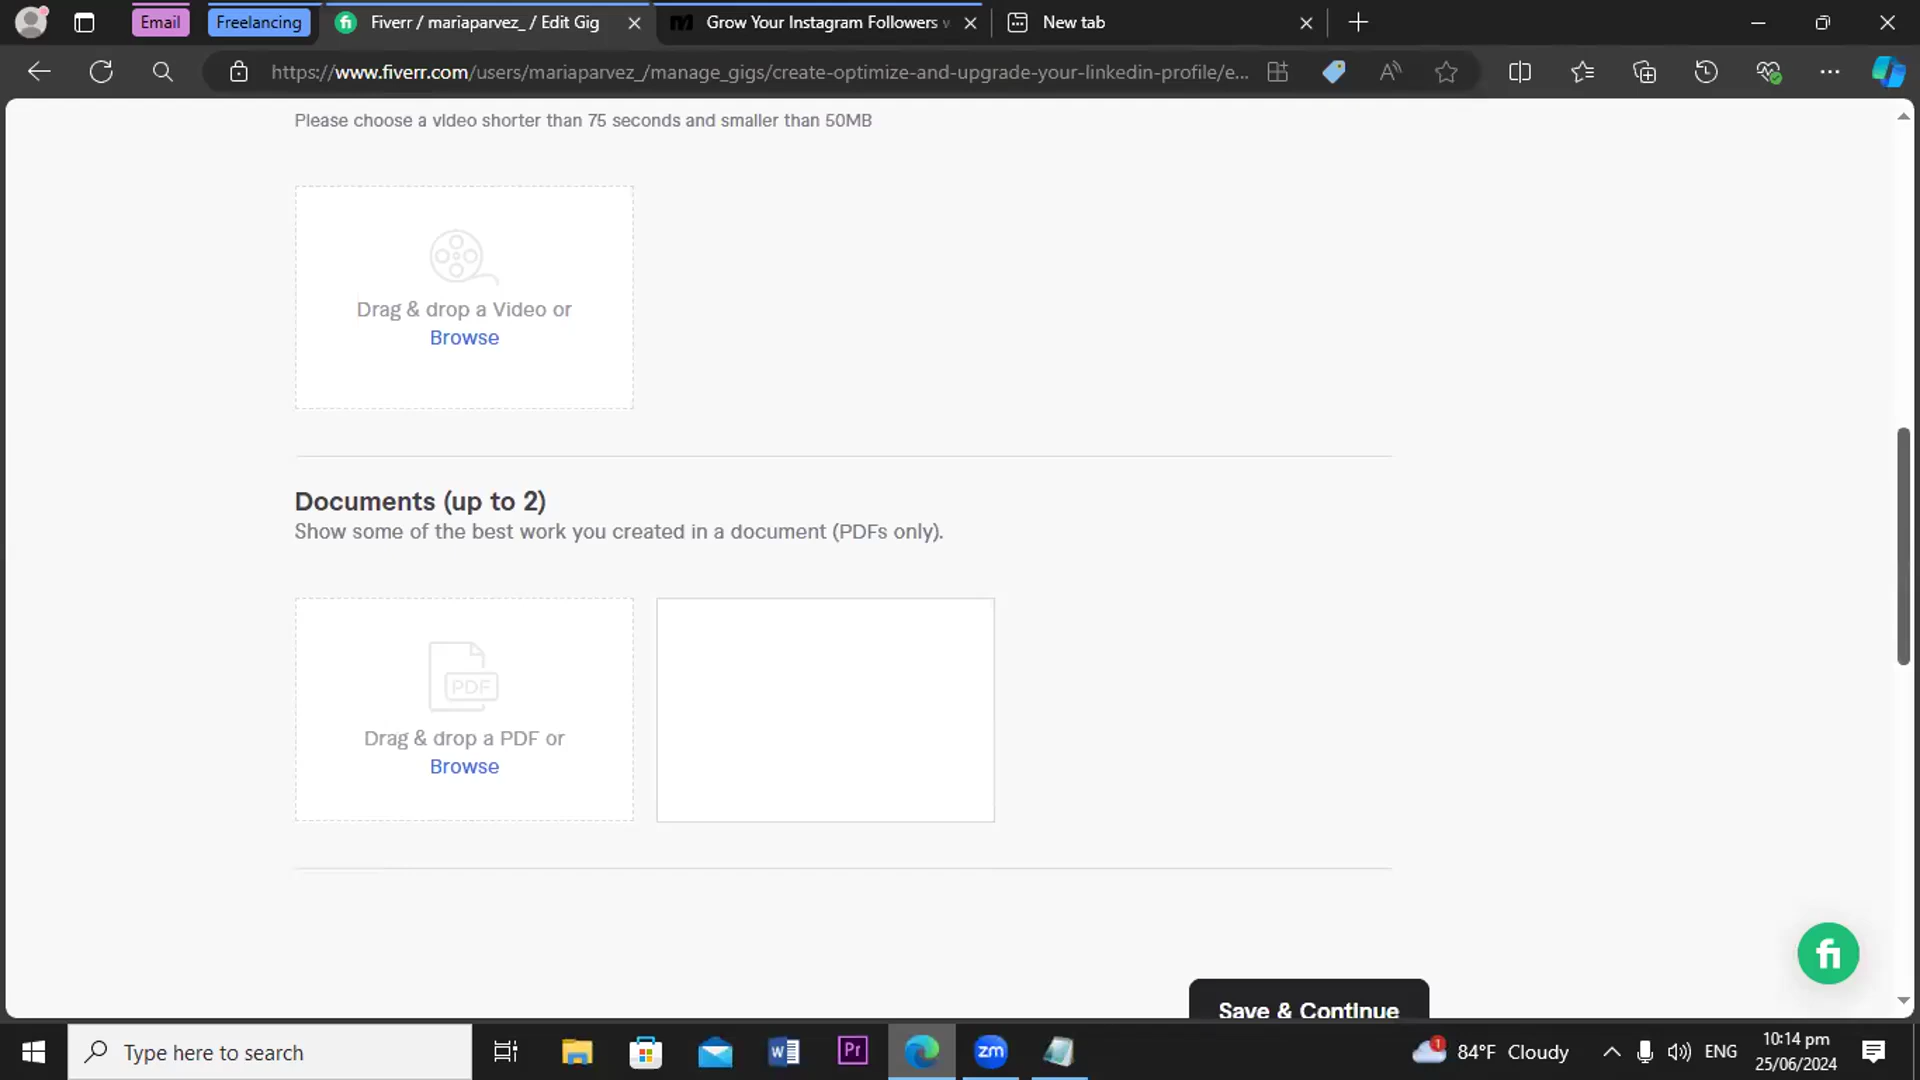 Email
Freelancing
Fiverr / mariaparvez_ / Edit Gig
Grow Your Instagram Followers
New tab
https://www.fiverr.com/users/mariaparvez_/manage_gigs/create-optimize-and-upgrade-your-linkedin-profile/e...
Please choose a video shorter than 75 seconds and smaller than 50MB
Drag & drop a Video or
Browse
Documents (up to 2)
Show some of the best work you created in a document (PDFs only).
PDF
Drag & drop a PDF or
Browse
fi
Save & Continue
Type here to search
W
Pr
zm
1
84°F Cloudy
ENG
10:14 pm
25/06/2024